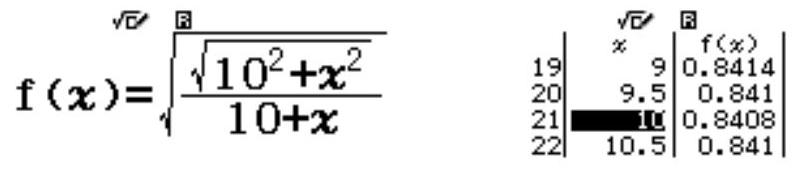 √□ R
f(x)=√(√(10²+x²)/(10+x))
√□ R
x f(x)
19 9 0.8414
20 9.5 0.841
21 10 0.8408
22 10.5 0.841